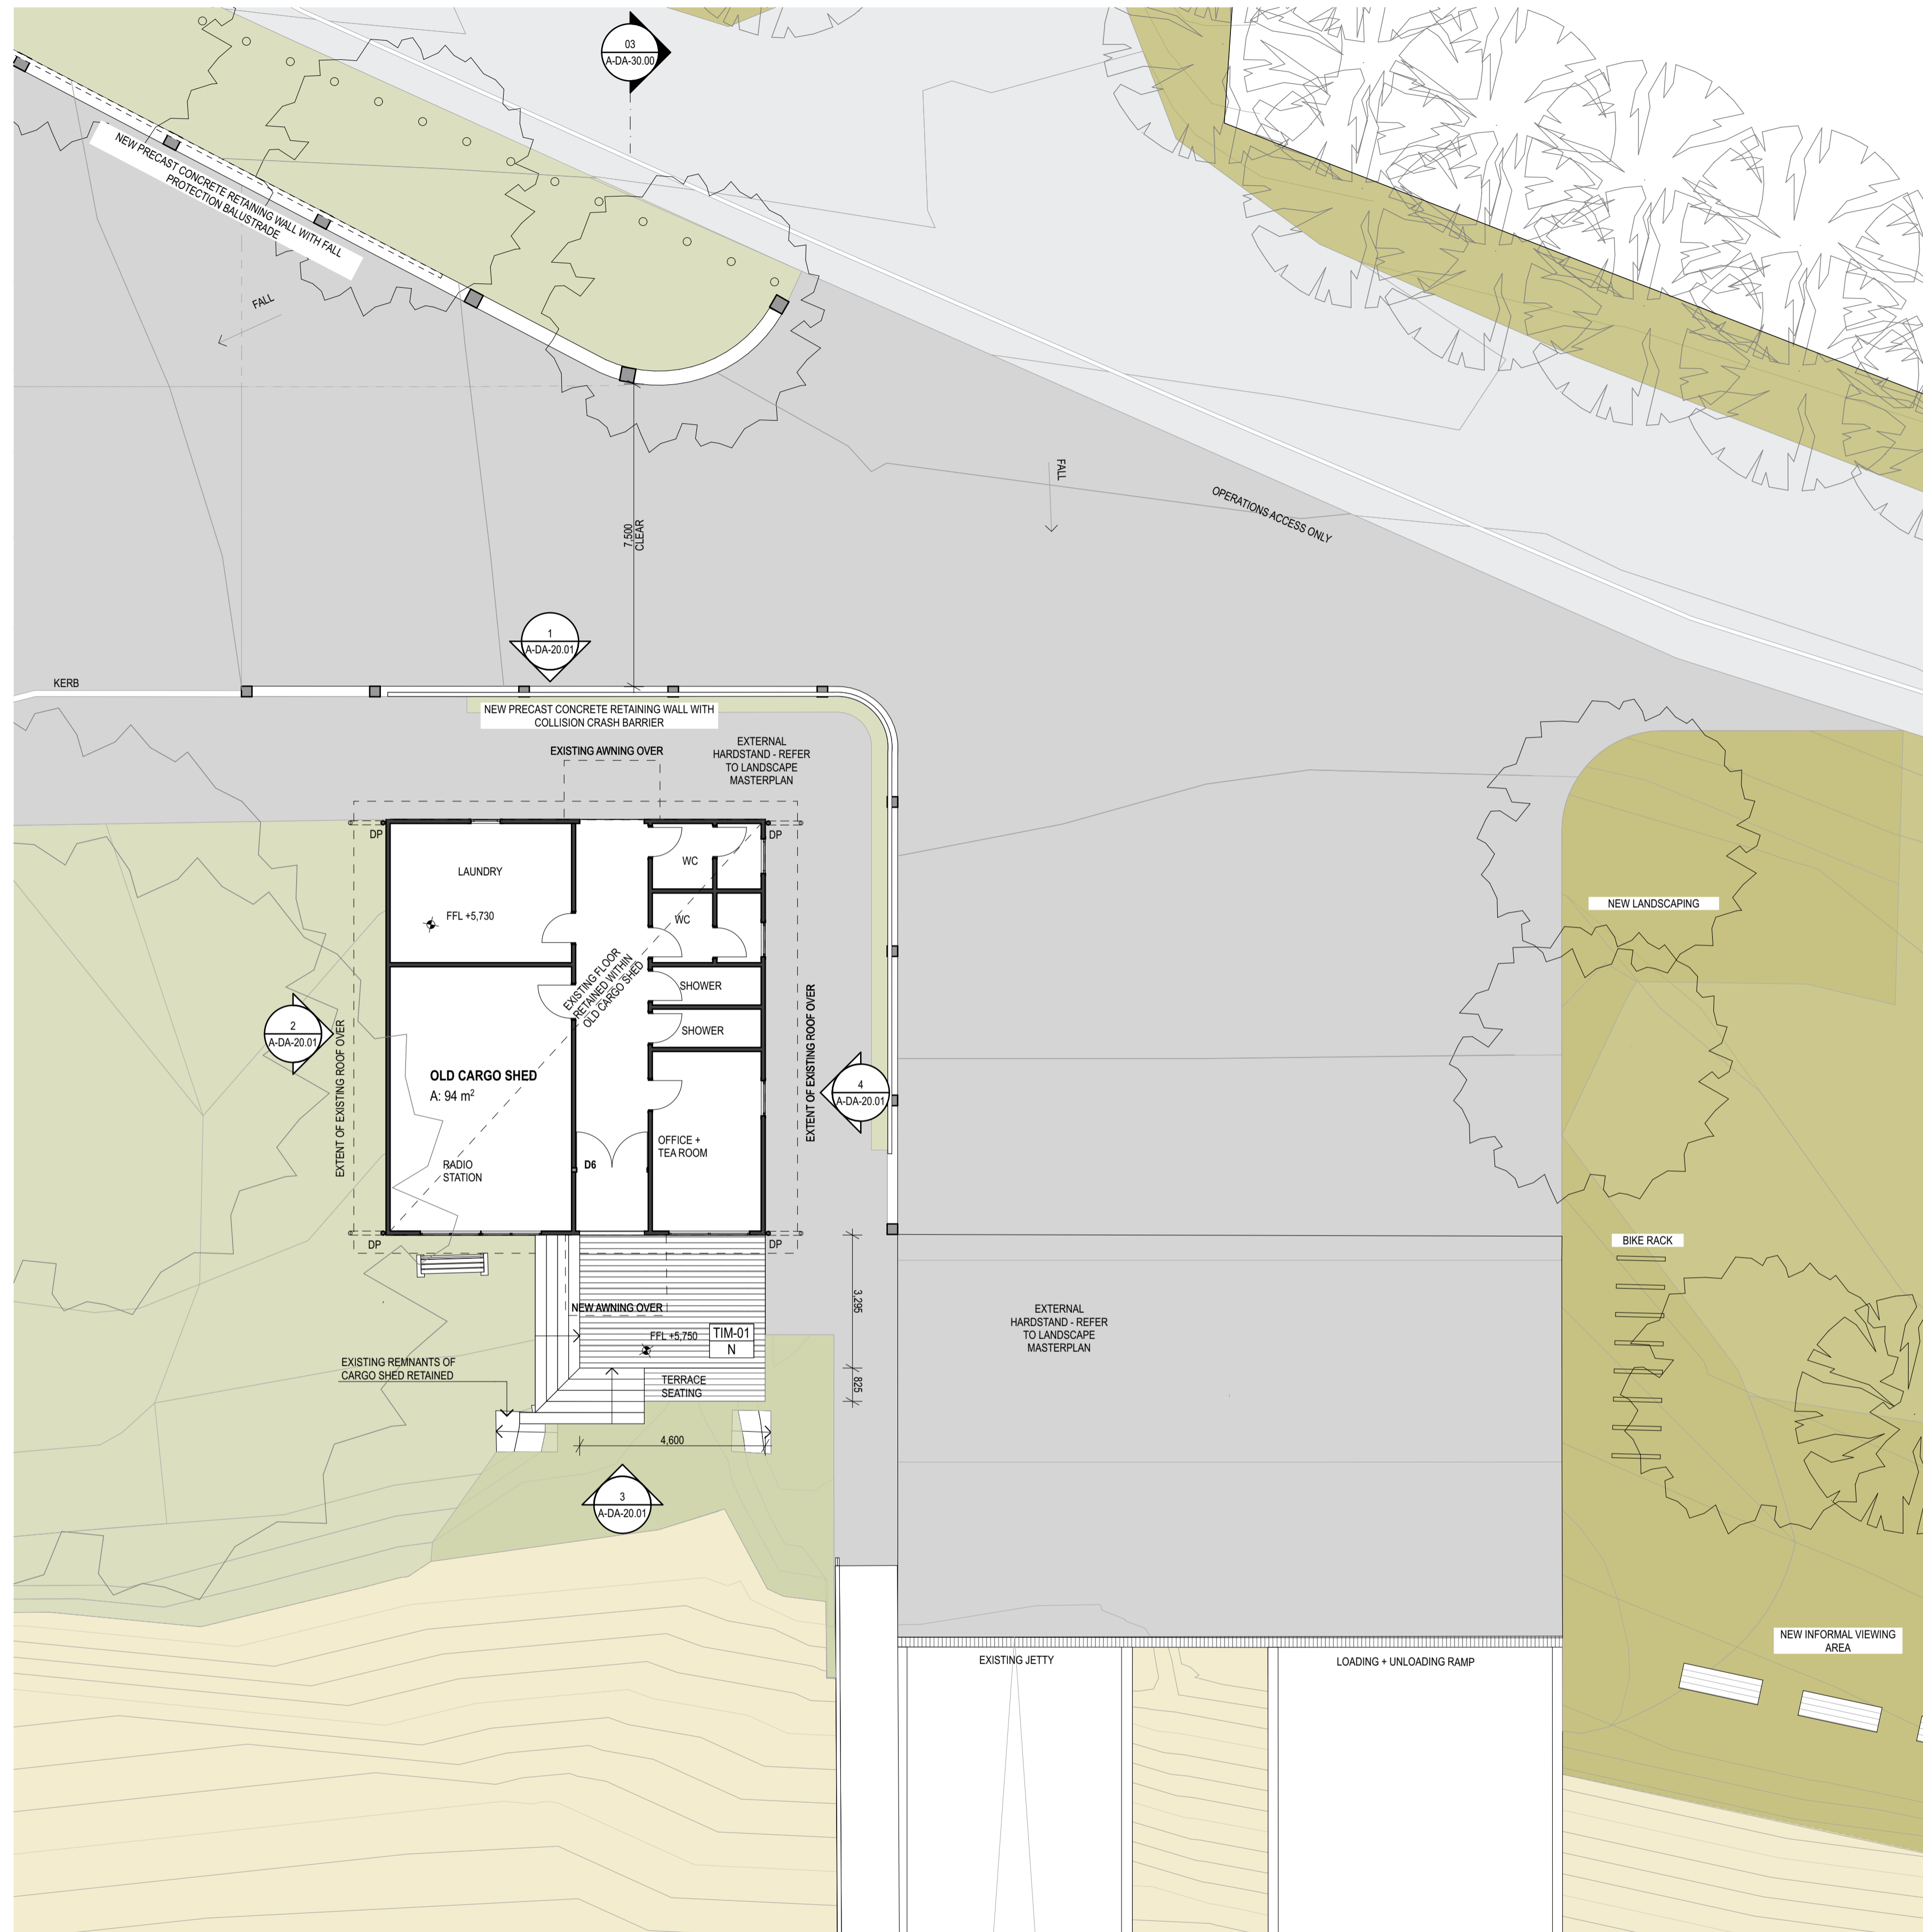 03
A-DA-30.00
NEW PRECAST CONCRETE RETAINING WALL WITH FALL
PROTECTION BALUSTRADE
FALL
FALL
OPERATIONS ACCESS ONLY
7,500
CLEAR
1
A-DA-20.01
KERB
NEW PRECAST CONCRETE RETAINING WALL WITH
COLLISION CRASH BARRIER
EXISTING AWNING OVER
EXTERNAL
HARDSTAND - REFER
TO LANDSCAPE
MASTERPLAN
DP
DP
LAUNDRY
WC
FFL +5,730
WC
NEW LANDSCAPING
EXISTING FLOOR
RETAINED WITHIN
OLD CARGO SHED
SHOWER
SHOWER
2
A-DA-20.01
EXTENT OF EXISTING ROOF OVER
EXTENT OF EXISTING ROOF OVER
OLD CARGO SHED
A: 94 m²
4
A-DA-20.01
OFFICE +
TEA ROOM
RADIO
STATION
D6
DP
DP
BIKE RACK
NEW AWNING OVER
3,295
EXTERNAL
HARDSTAND - REFER
TO LANDSCAPE
MASTERPLAN
FFL +5,750
TIM-01
N
EXISTING REMNANTS OF
CARGO SHED RETAINED
TERRACE
SEATING
825
4,600
3
A-DA-20.01
NEW INFORMAL VIEWING
AREA
EXISTING JETTY
LOADING + UNLOADING RAMP